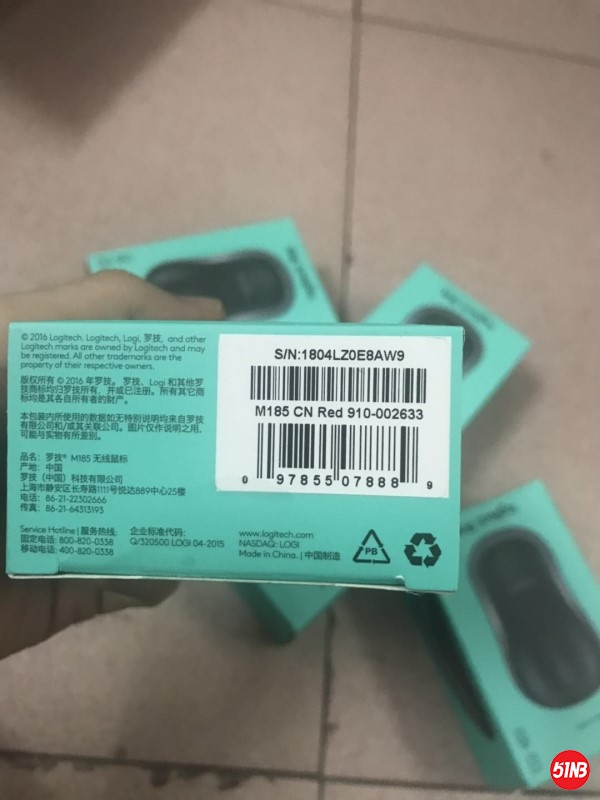 © 2016 Logitech. Logitech, Logi, 罗技, and other
Logitech marks are owned by Logitech and may
be registered. All other trademarks are the
property of their respective owners.
版权所有 © 2016 年罗技。 罗技、Logi 和其他罗
技商标均归罗技所有，并或已注册。所有其它商
标均是其各自所有者的财产。
本包装内所使用的数据如无特别说明均来自罗技
有限公司和/或其关联公司。图片仅作说明之用，
可能与实物有所差别。
品名：罗技® M185 无线鼠标
产地：中国
罗技（中国）科技有限公司
上海市静安区长寿路1111号悦达889中心25楼
电话： 86-21-22302666
传真： 86-21-64313193
Service Hotline | 服务热线:
固定电话: 800-820-0338
移动电话: 400-820-0338
企业标准代码：
Q/320500 LOGI 04-2015
www.logitech.com
NASDAQ: LOGI
Made in China. | 中国制造
PB
S/N:1804LZ0E8AW9
M185 CN Red 910-002633
0 97855 07888 9
51NB